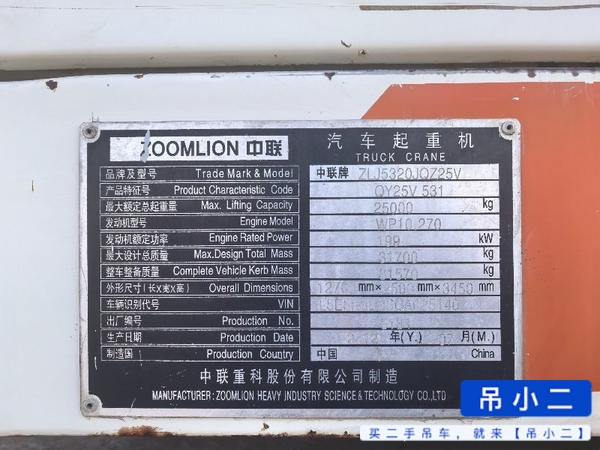 ZOOMLION 中联
汽车起重机
TRUCK CRANE
品牌及型号 Trade Mark & Model 中联牌 ZLJ5320JQZ25V
产品特征号 Product Characteristic Code QY25V 531
最大额定总起重量 Max. Lifting Capacity 25000 kg
发动机型号 Engine Model WP10.270
发动机额定功率 Engine Rated Power 199 kW
最大设计总质量 Max.Design Total Mass 31700 kg
整车整备质量 Complete Vehicle Kerb Mass kg
外形尺寸(长X宽X高) Overall Dimensions mm× mm× 3450 mm
车辆识别代号 VIN
出厂编号 Production No.
生产日期 Production Date 年(Y.) 月(M.)
制造国 Production Country 中国 China
中联重科股份有限公司制造
MANUFACTURER: ZOOMLION HEAVY INDUSTRY SCIENCE & TECHNOLOGY CO.,LTD
吊小二
买二手吊车，就来【吊小二】